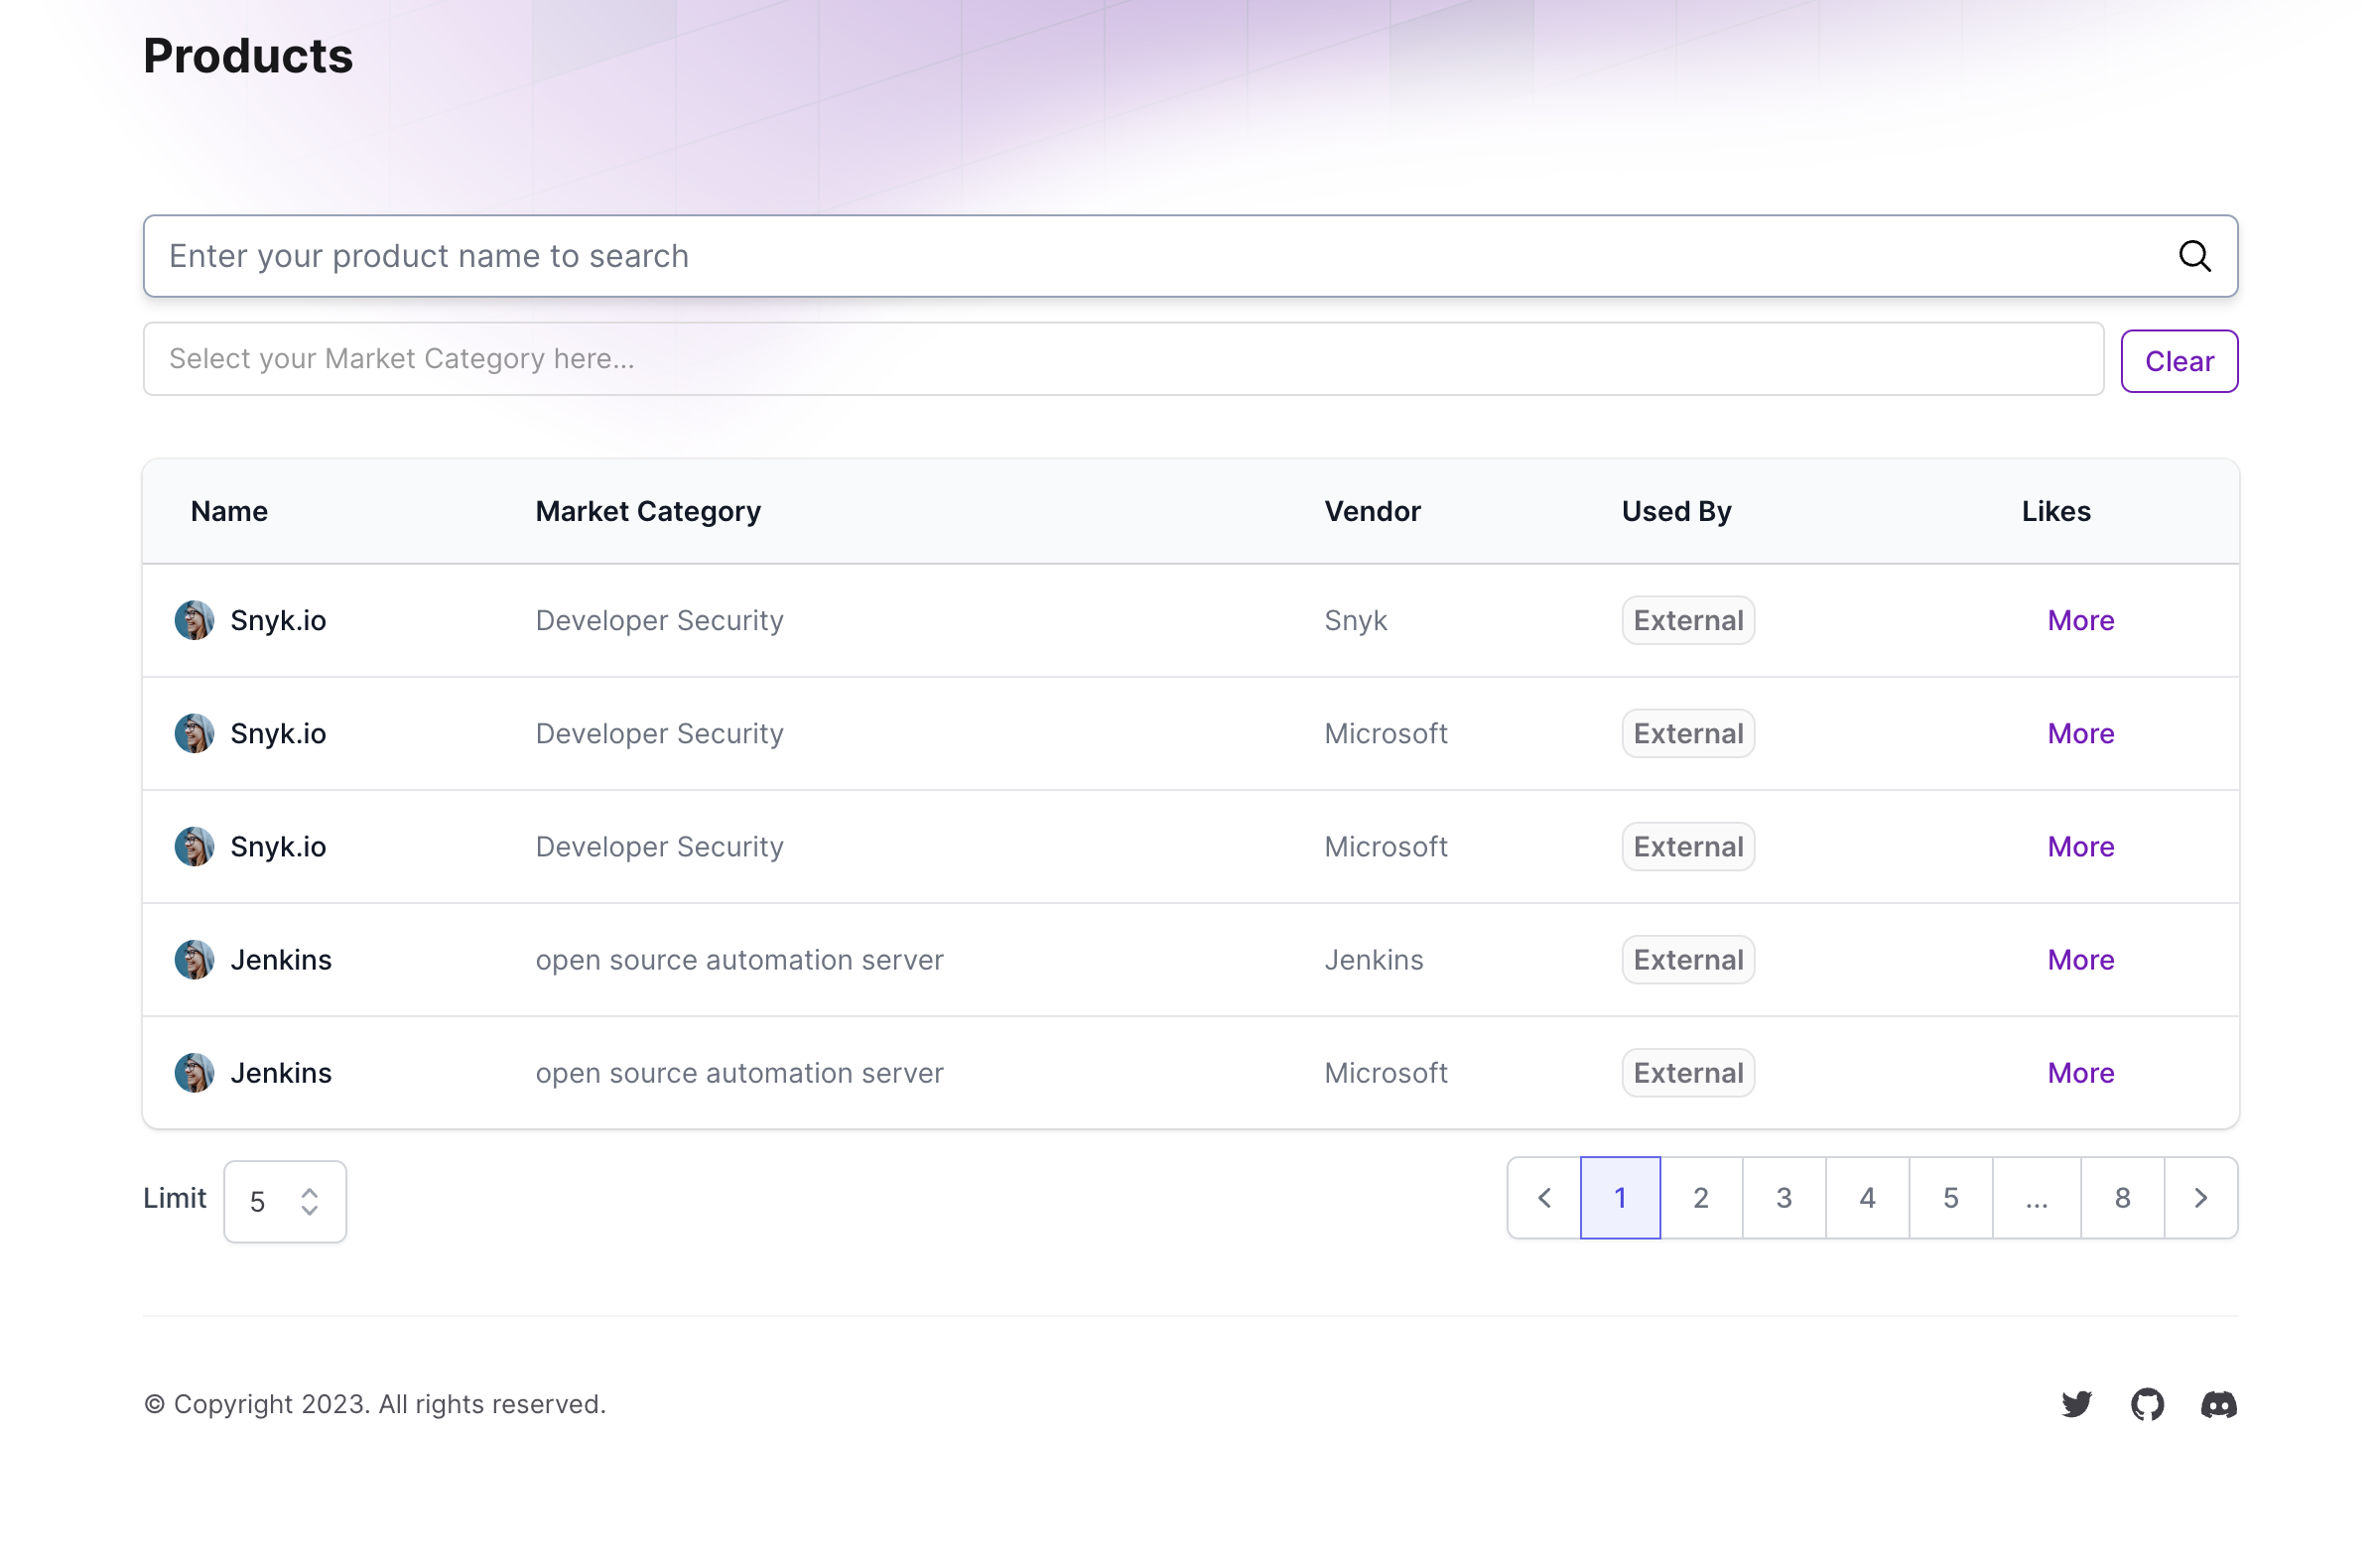 Products
Enter your product name to search
Select your Market Category here...
Clear
Name Market Category Vendor Used By Likes
Snyk.io Developer Security Snyk External More
Snyk.io Developer Security Microsoft External More
Snyk.io Developer Security Microsoft External More
Jenkins open source automation server Jenkins External More
Jenkins open source automation server Microsoft External More
Limit 5 1 2 3 4 5 ... 8
© Copyright 2023. All rights reserved.